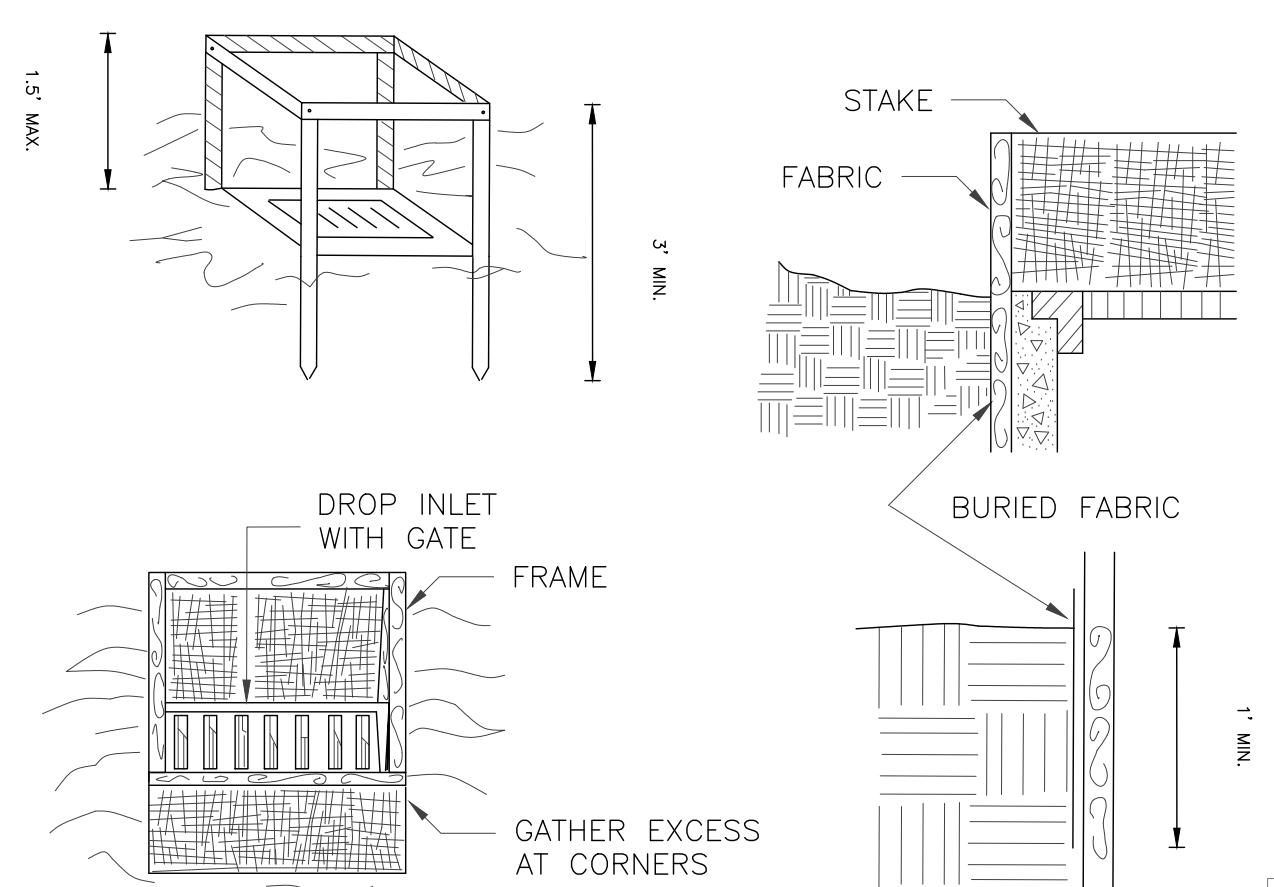 1.5' MAX.
3' MIN.
STAKE
FABRIC
BURIED FABRIC
DROP INLET
WITH GATE
FRAME
GATHER EXCESS
AT CORNERS
1' MIN.